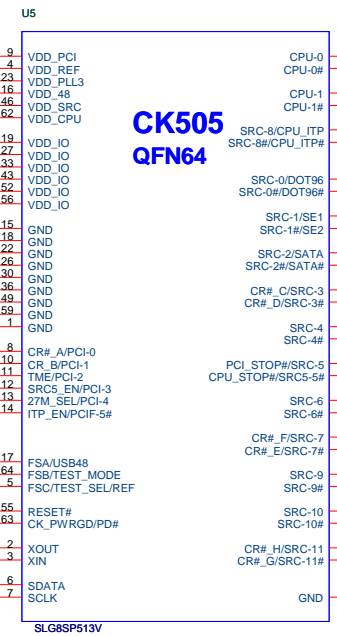 U5
9 VDD_PCI
4 VDD_REF
23 VDD_PLL3
16 VDD_48
46 VDD_SRC
62 VDD_CPU
19 VDD_IO
27 VDD_IO
33 VDD_IO
43 VDD_IO
52 VDD_IO
56 VDD_IO
15 GND
18 GND
22 GND
26 GND
30 GND
36 GND
49 GND
59 GND
1 GND
8 CR#_A/PCI-0
10 CR_B/PCI-1
11 TME/PCI-2
12 SRC5_EN/PCI-3
13 27M_SEL/PCI-4
14 ITP_EN/PCIF-5#
17 FSA/USB48
64 FSB/TEST_MODE
5 FSC/TEST_SEL/REF
55 RESET#
63 CK_PWRGD/PD#
2 XOUT
3 XIN
6 SDATA
7 SCLK
CK505
QFN64
CPU-0
CPU-0#
CPU-1
CPU-1#
SRC-8/CPU_ITP
SRC-8#/CPU_ITP#
SRC-0/DOT96
SRC-0#/DOT96#
SRC-1/SE1
SRC-1#/SE2
SRC-2/SATA
SRC-2#/SATA#
CR#_C/SRC-3
CR#_D/SRC-3#
SRC-4
SRC-4#
PCI_STOP#/SRC-5
CPU_STOP#/SRC5-5#
SRC-6
SRC-6#
CR#_F/SRC-7
CR#_E/SRC-7#
SRC-9
SRC-9#
SRC-10
SRC-10#
CR#_H/SRC-11
CR#_G/SRC-11#
GND
SLG8SP513V